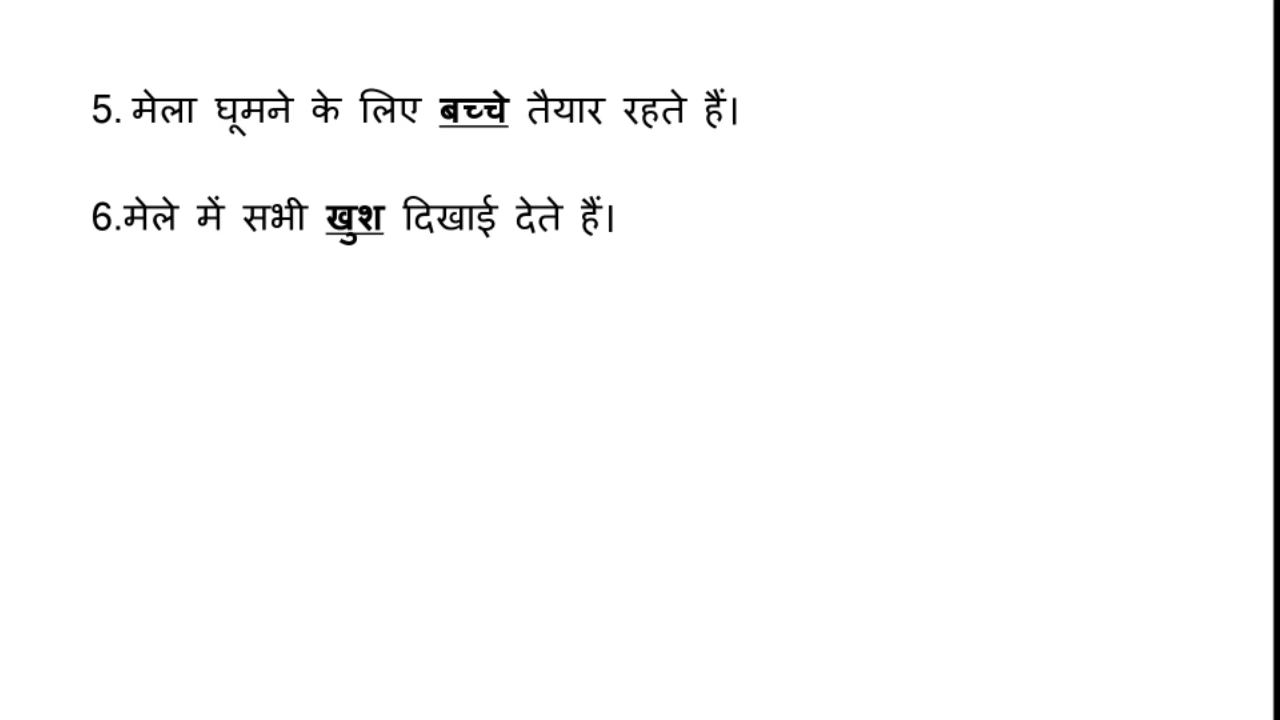 5. मेला घूमने के लिए बच्चे तैयार रहते हैं।
6.मेले में सभी खुश दिखाई देते हैं।